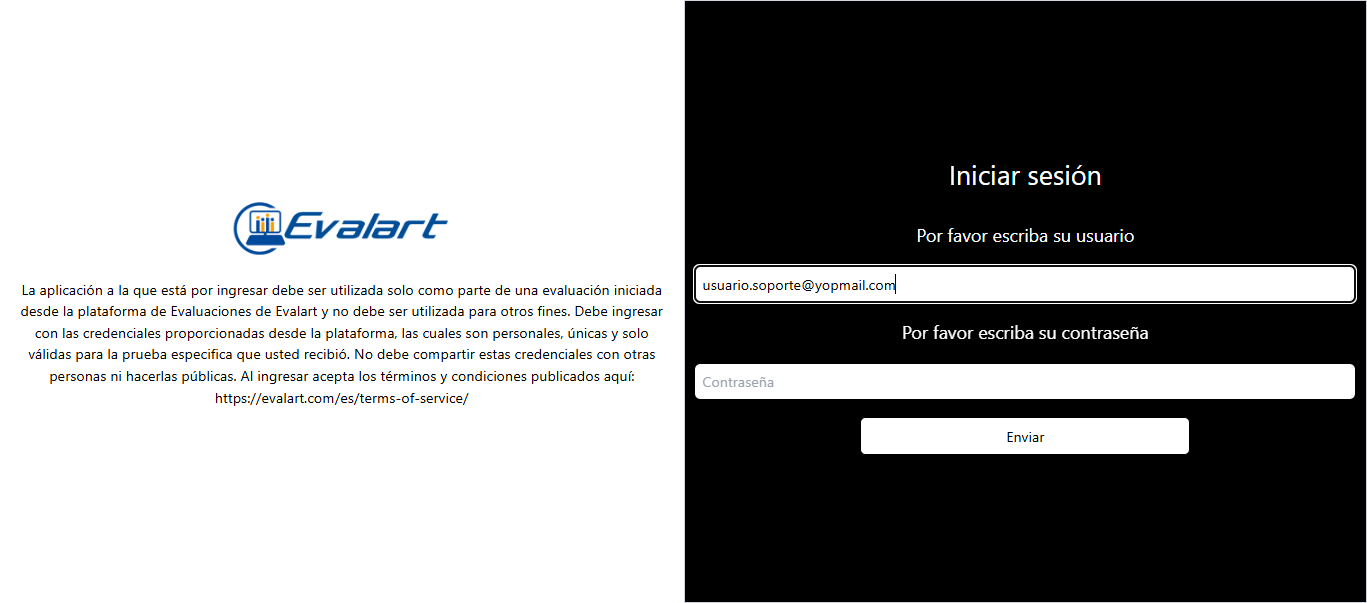 Evalart
La aplicación a la que está por ingresar debe ser utilizada solo como parte de una evaluación iniciada
desde la plataforma de Evaluaciones de Evalart y no debe ser utilizada para otros fines. Debe ingresar
con las credenciales proporcionadas desde la plataforma, las cuales son personales, únicas y solo
válidas para la prueba especifica que usted recibió. No debe compartir estas credenciales con otras
personas ni hacerlas públicas. Al ingresar acepta los términos y condiciones publicados aquí:
https://evalart.com/es/terms-of-service/
Iniciar sesión
Por favor escriba su usuario
usuario.soporte@yopmail.com
Por favor escriba su contraseña
Contraseña
Enviar